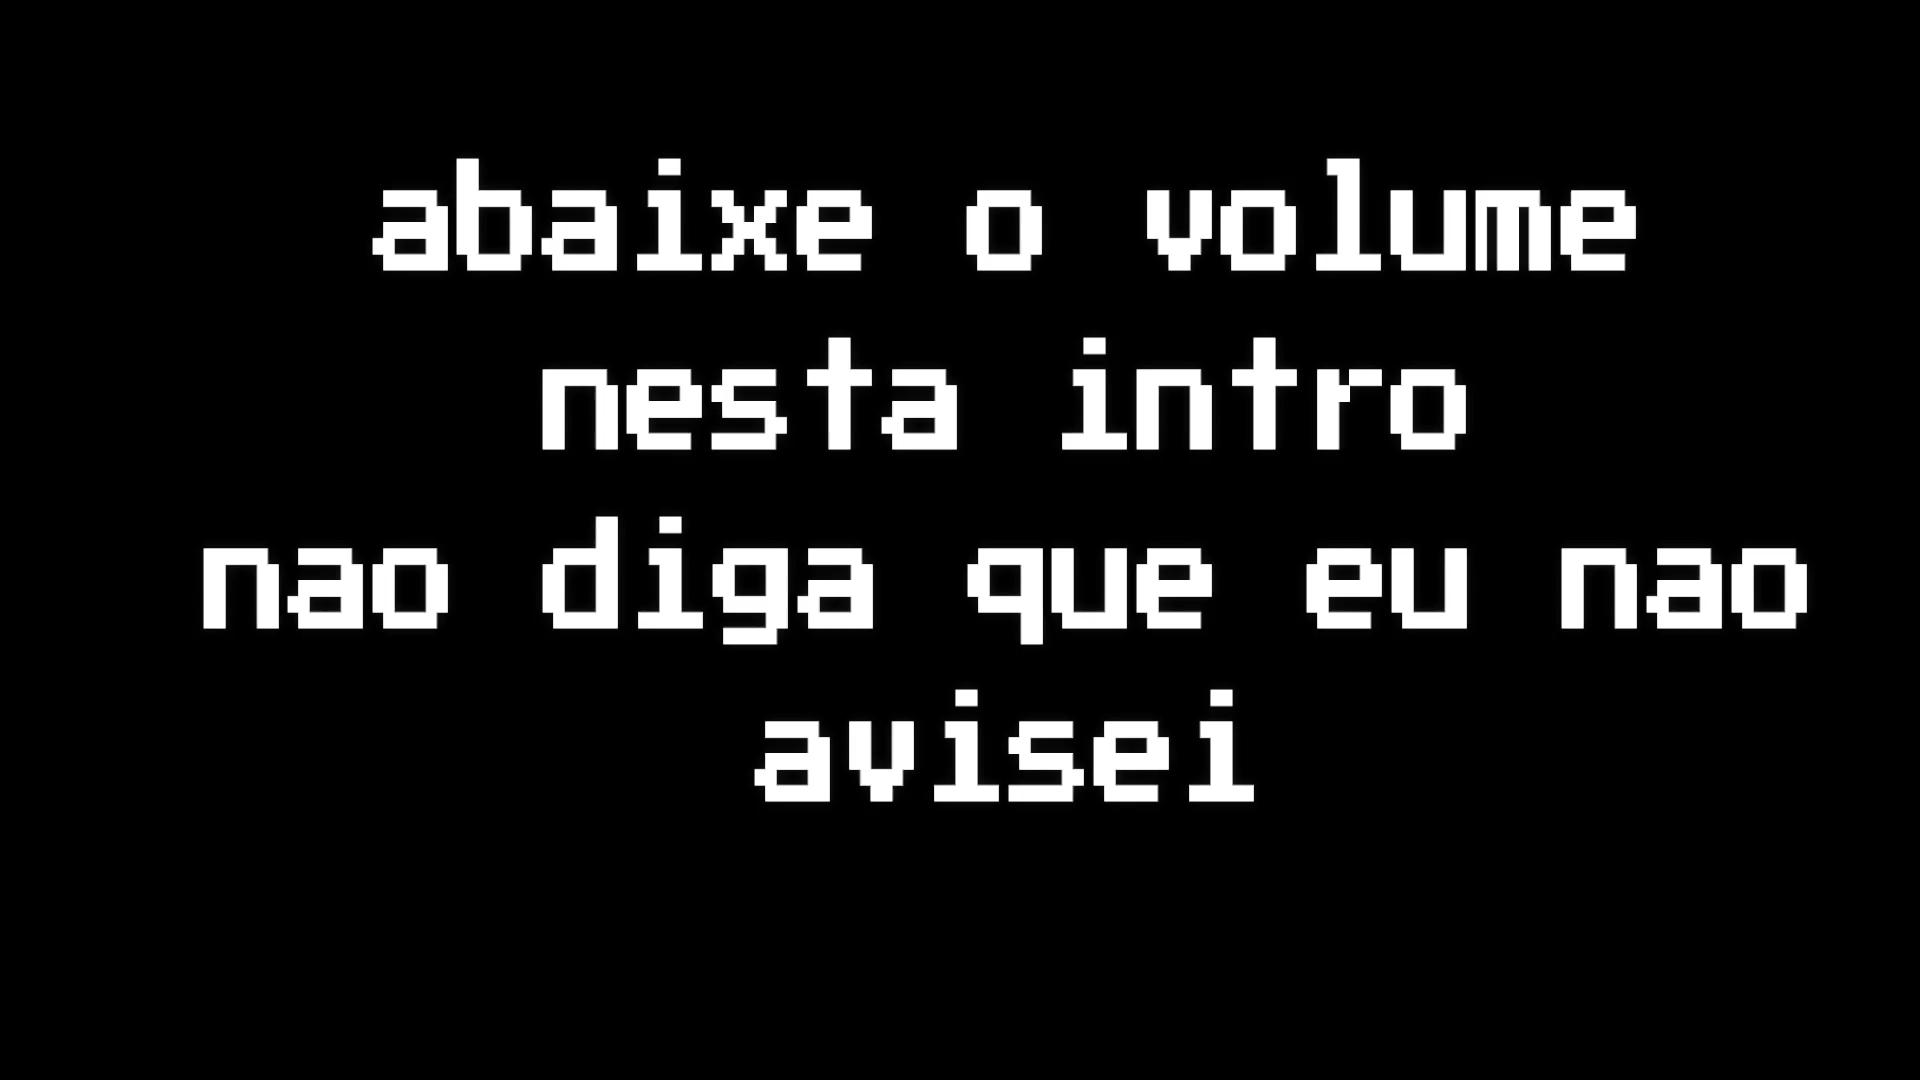 abaixe o volume
nesta intro
nao diga que eu nao
avisei